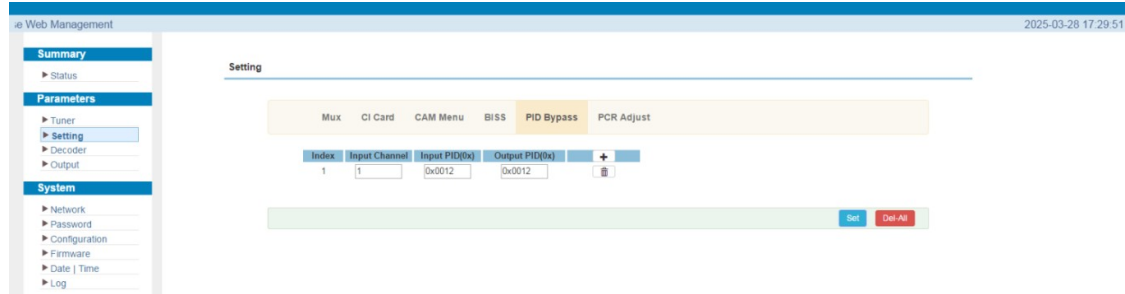 e Web Management
2025-03-28 17:29:51
Summary
Status
Parameters
Tuner
Setting
Decoder
Output
System
Network
Password
Configuration
Firmware
Date | Time
Log
Setting
Mux CI Card CAM Menu BISS PID Bypass PCR Adjust
Index Input Channel Input PID(0x) Output PID(0x) +
1 1 0x0012 0x0012
Set Del-All